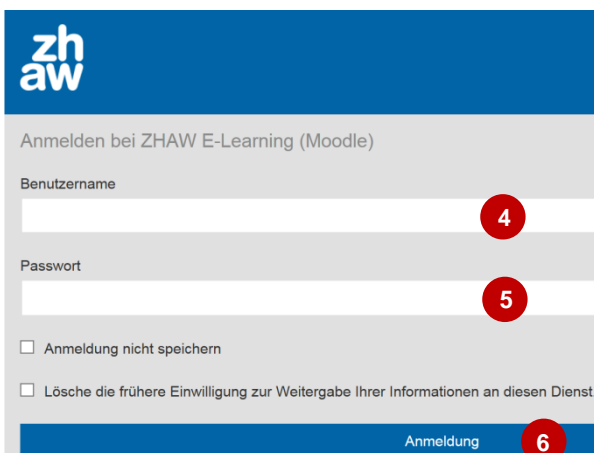 zh
aw
Anmelden bei ZHAW E-Learning (Moodle)
Benutzername
4
Passwort
5
Anmeldung nicht speichern
Lösche die frühere Einwilligung zur Weitergabe Ihrer Informationen an diesen Dienst.
Anmeldung 6